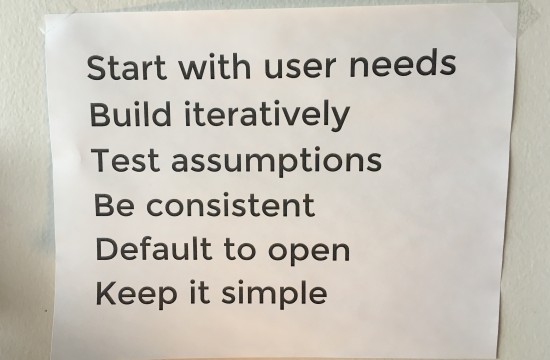 Start with user needs
Build iteratively
Test assumptions
Be consistent
Default to open
Keep it simple